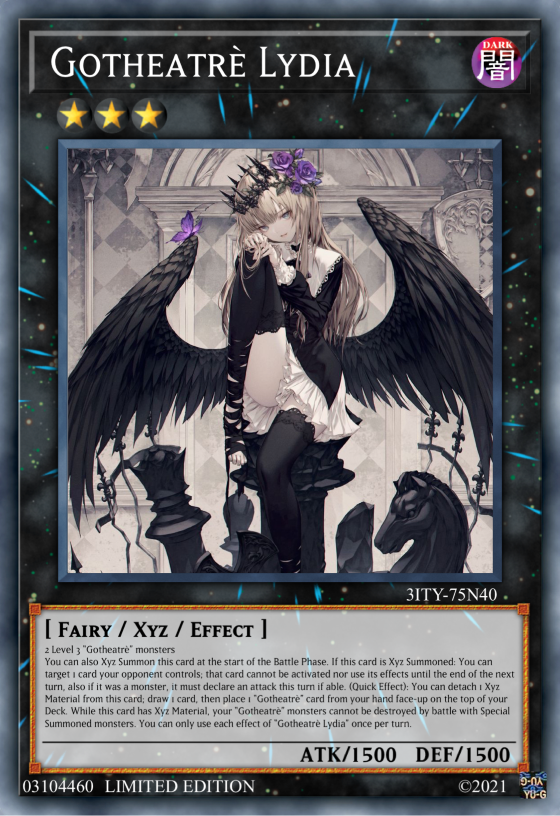 Gotheatrè Lydia
DARK
闇
3ITY-75N40
[ Fairy / Xyz / Effect ]
2 Level 3 "Gotheatrè" monsters
You can also Xyz Summon this card at the start of the Battle Phase. If this card is Xyz Summoned: You can
target 1 card your opponent controls; that card cannot be activated nor use its effects until the end of the next
turn, also if it was a monster, it must declare an attack this turn if able. (Quick Effect): You can detach 1 Xyz
Material from this card; draw 1 card, then place 1 "Gotheatrè" card from your hand face-up on the top of your
Deck. While this card has Xyz Material, your "Gotheatrè" monsters cannot be destroyed by battle with Special
Summoned monsters. You can only use each effect of "Gotheatrè Lydia" once per turn.
ATK/1500 DEF/1500
03104460 LIMITED EDITION ©2021